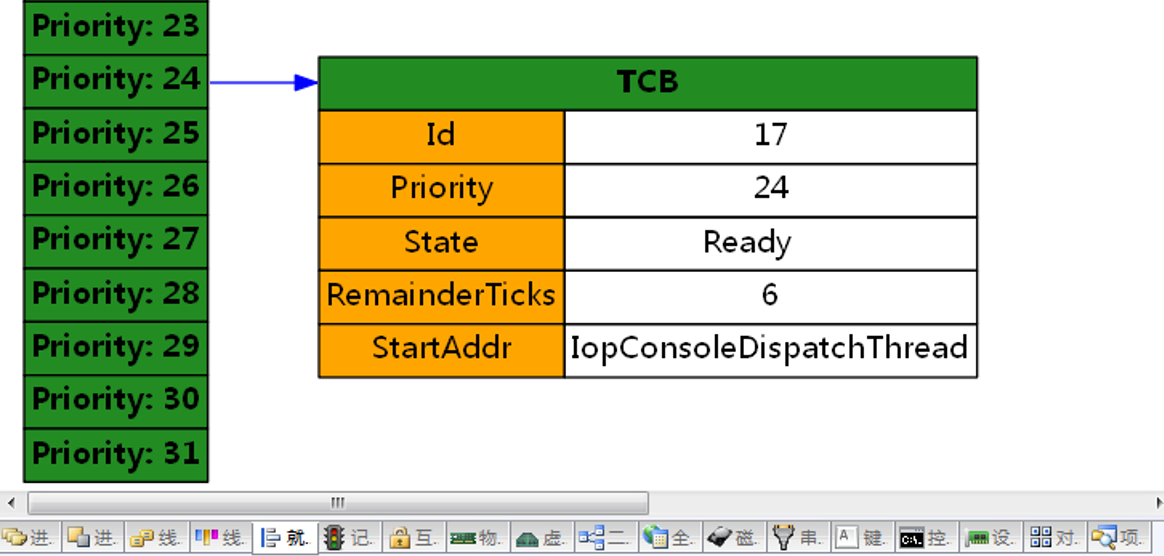 Priority: 23
Priority: 24
Priority: 25
Priority: 26
Priority: 27
Priority: 28
Priority: 29
Priority: 30
Priority: 31
TCB
Id 17
Priority 24
State Ready
RemainderTicks 6
StartAddr IopConsoleDispatchThread
进. 进. 线. 线. 就. 记. 互. 物. 虚. 二. 全. 磁. 串. A 键. 控. 设. 对. 项.